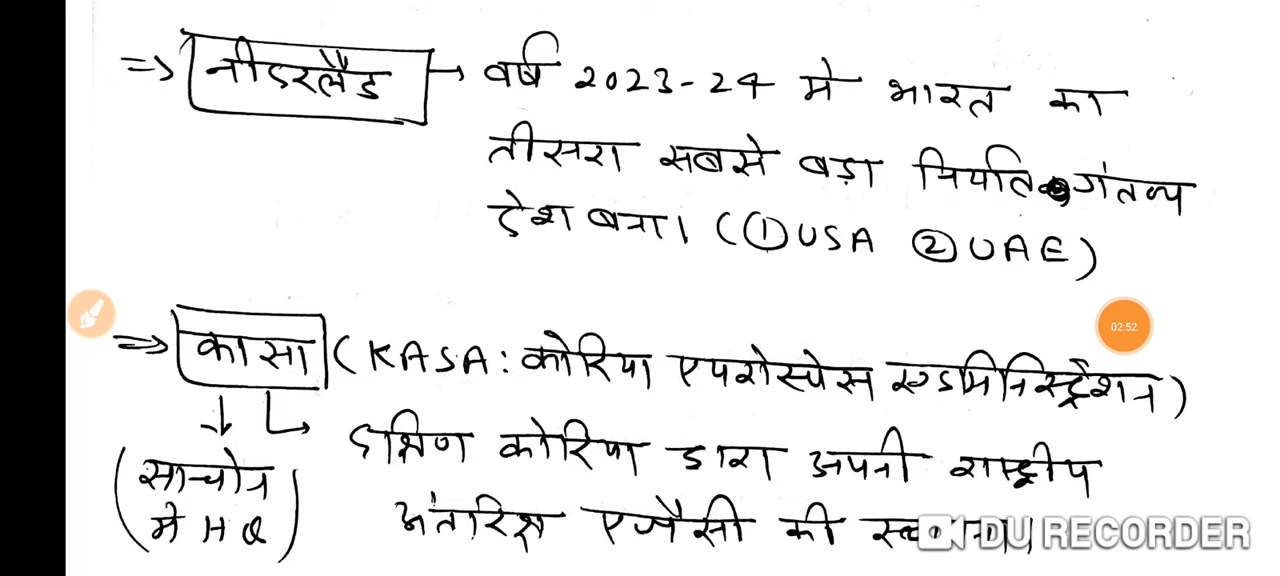 ⇒ नीडरलैंड → वर्ष 2023-24 मे भारत का
तीसरा सबसे बड़ा निर्यात गंतव्य
देश बना। (① USA ② UAE)
02:52
⇒ कासा (KASA: कोरिया एयरोस्पेस एडमिनिस्ट्रेशन)
दक्षिण कोरिया द्वारा अपनी राष्ट्रीय
(साचोन
मे HQ)
अंतरिक्ष एजैंसी की
DU RECORDER